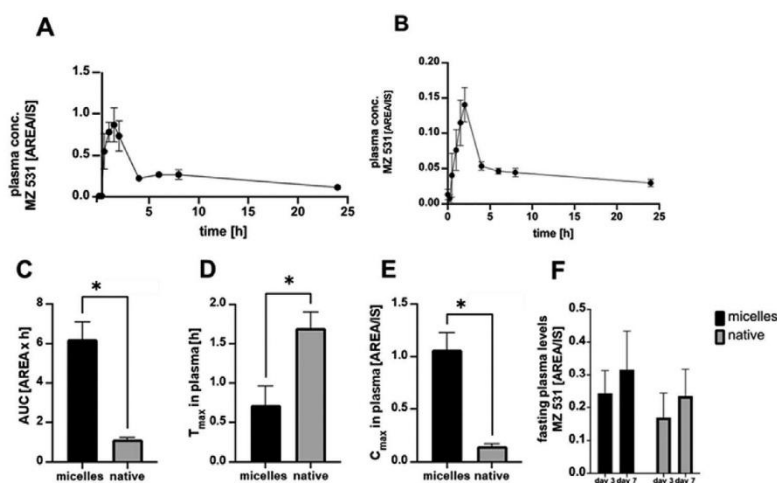 A
plasma conc.
MZ 531 [AREA/IS]
1.5
1.0
0.5
0.0
5
10
15
20
25
time [h]
B
plasma conc.
MZ 531 [AREA/IS]
0.20
0.15
0.10
0.05
0.00
0
5
10
15
20
25
time [h]
C
AUC [AREA x h]
8
6
4
2
0
*
micelles
native
D
Tmax in plasma [h]
2.0
1.5
1.0
0.5
0.0
*
micelles
native
E
Cmax in plasma [AREA/IS]
1.5
1.0
0.5
0.0
*
micelles
native
F
fasting plasma levels
MZ 531 [AREA/IS]
0.5
0.4
0.3
0.2
0.1
0.0
day 3
day 7
day 3
day 7
micelles
native